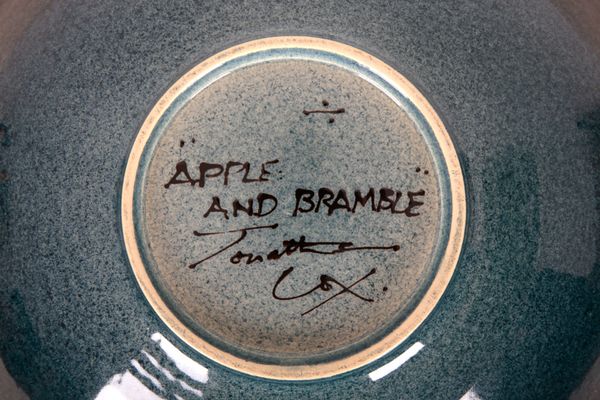 ÷
"APPLE
AND BRAMBLE"
Jonathan
Cox.